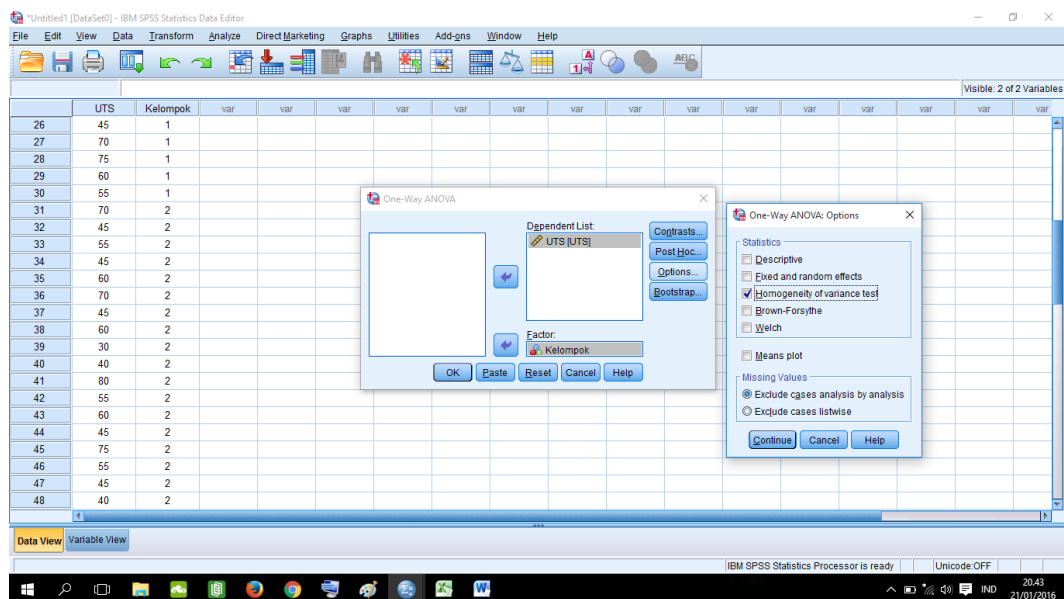 *Untitled1 [DataSet0] - IBM SPSS Statistics Data Editor
File Edit View Data Transform Analyze Direct Marketing Graphs Utilities Add-ons Window Help
Visible: 2 of 2 Variables
UTS Kelompok var var var var var var var var var var var var var var var
26 45 1
27 70 1
28 75 1
29 60 1
30 55 1
31 70 2
32 45 2
33 55 2
34 45 2
35 60 2
36 70 2
37 45 2
38 60 2
39 30 2
40 40 2
41 80 2
42 55 2
43 60 2
44 45 2
45 75 2
46 55 2
47 45 2
48 40 2
One-Way ANOVA
Dependent List:
UTS [UTS]
Factor:
Kelompok
Contrasts...
Post Hoc...
Options...
Bootstrap...
OK Paste Reset Cancel Help
One-Way ANOVA: Options
Statistics
Descriptive
Fixed and random effects
Homogeneity of variance test
Brown-Forsythe
Welch
Means plot
Missing Values
Exclude cases analysis by analysis
Exclude cases listwise
Continue Cancel Help
Data View Variable View
IBM SPSS Statistics Processor is ready Unicode:OFF
IND
20.43
21/01/2016